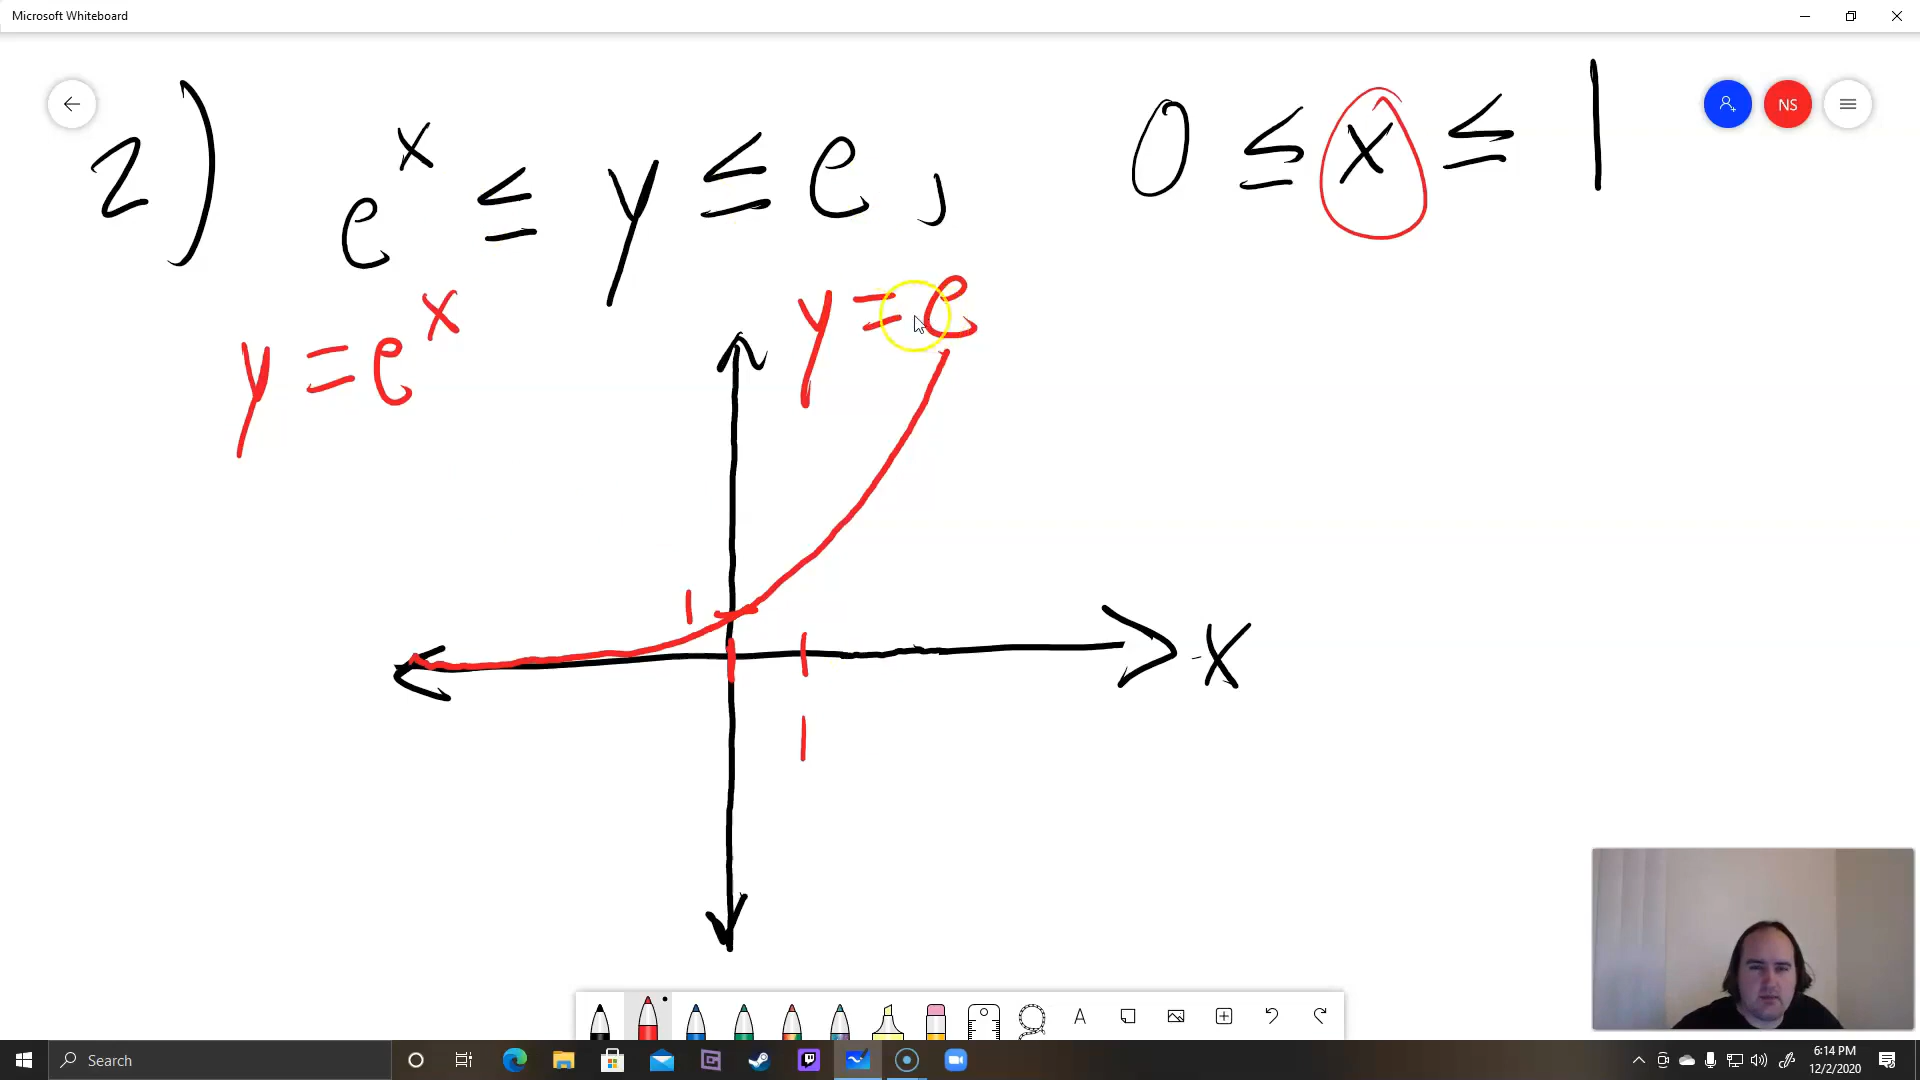 Microsoft Whiteboard
2) e^x ≤ y ≤ e, 0 ≤ x ≤ 1
NS
y = e^x
y = e
1
x
1
A
Search
6:14 PM
12/2/2020